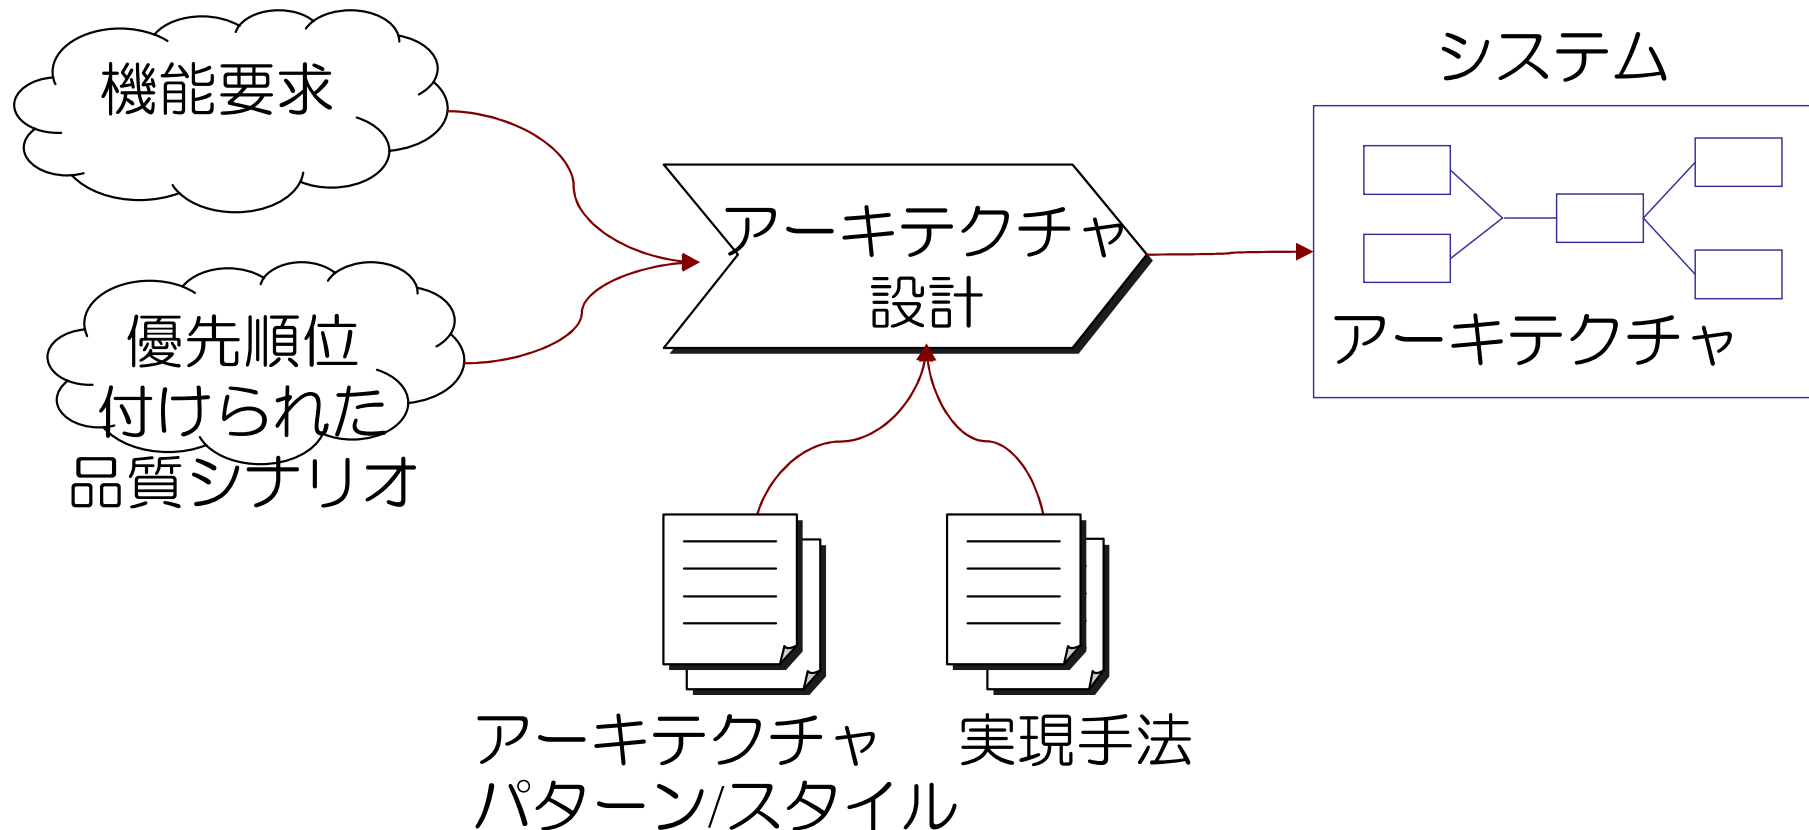 機能要求
優先順位
付けられた
品質シナリオ
アーキテクチャ
設計
システム
アーキテクチャ
アーキテクチャ
パターン/スタイル
実現手法